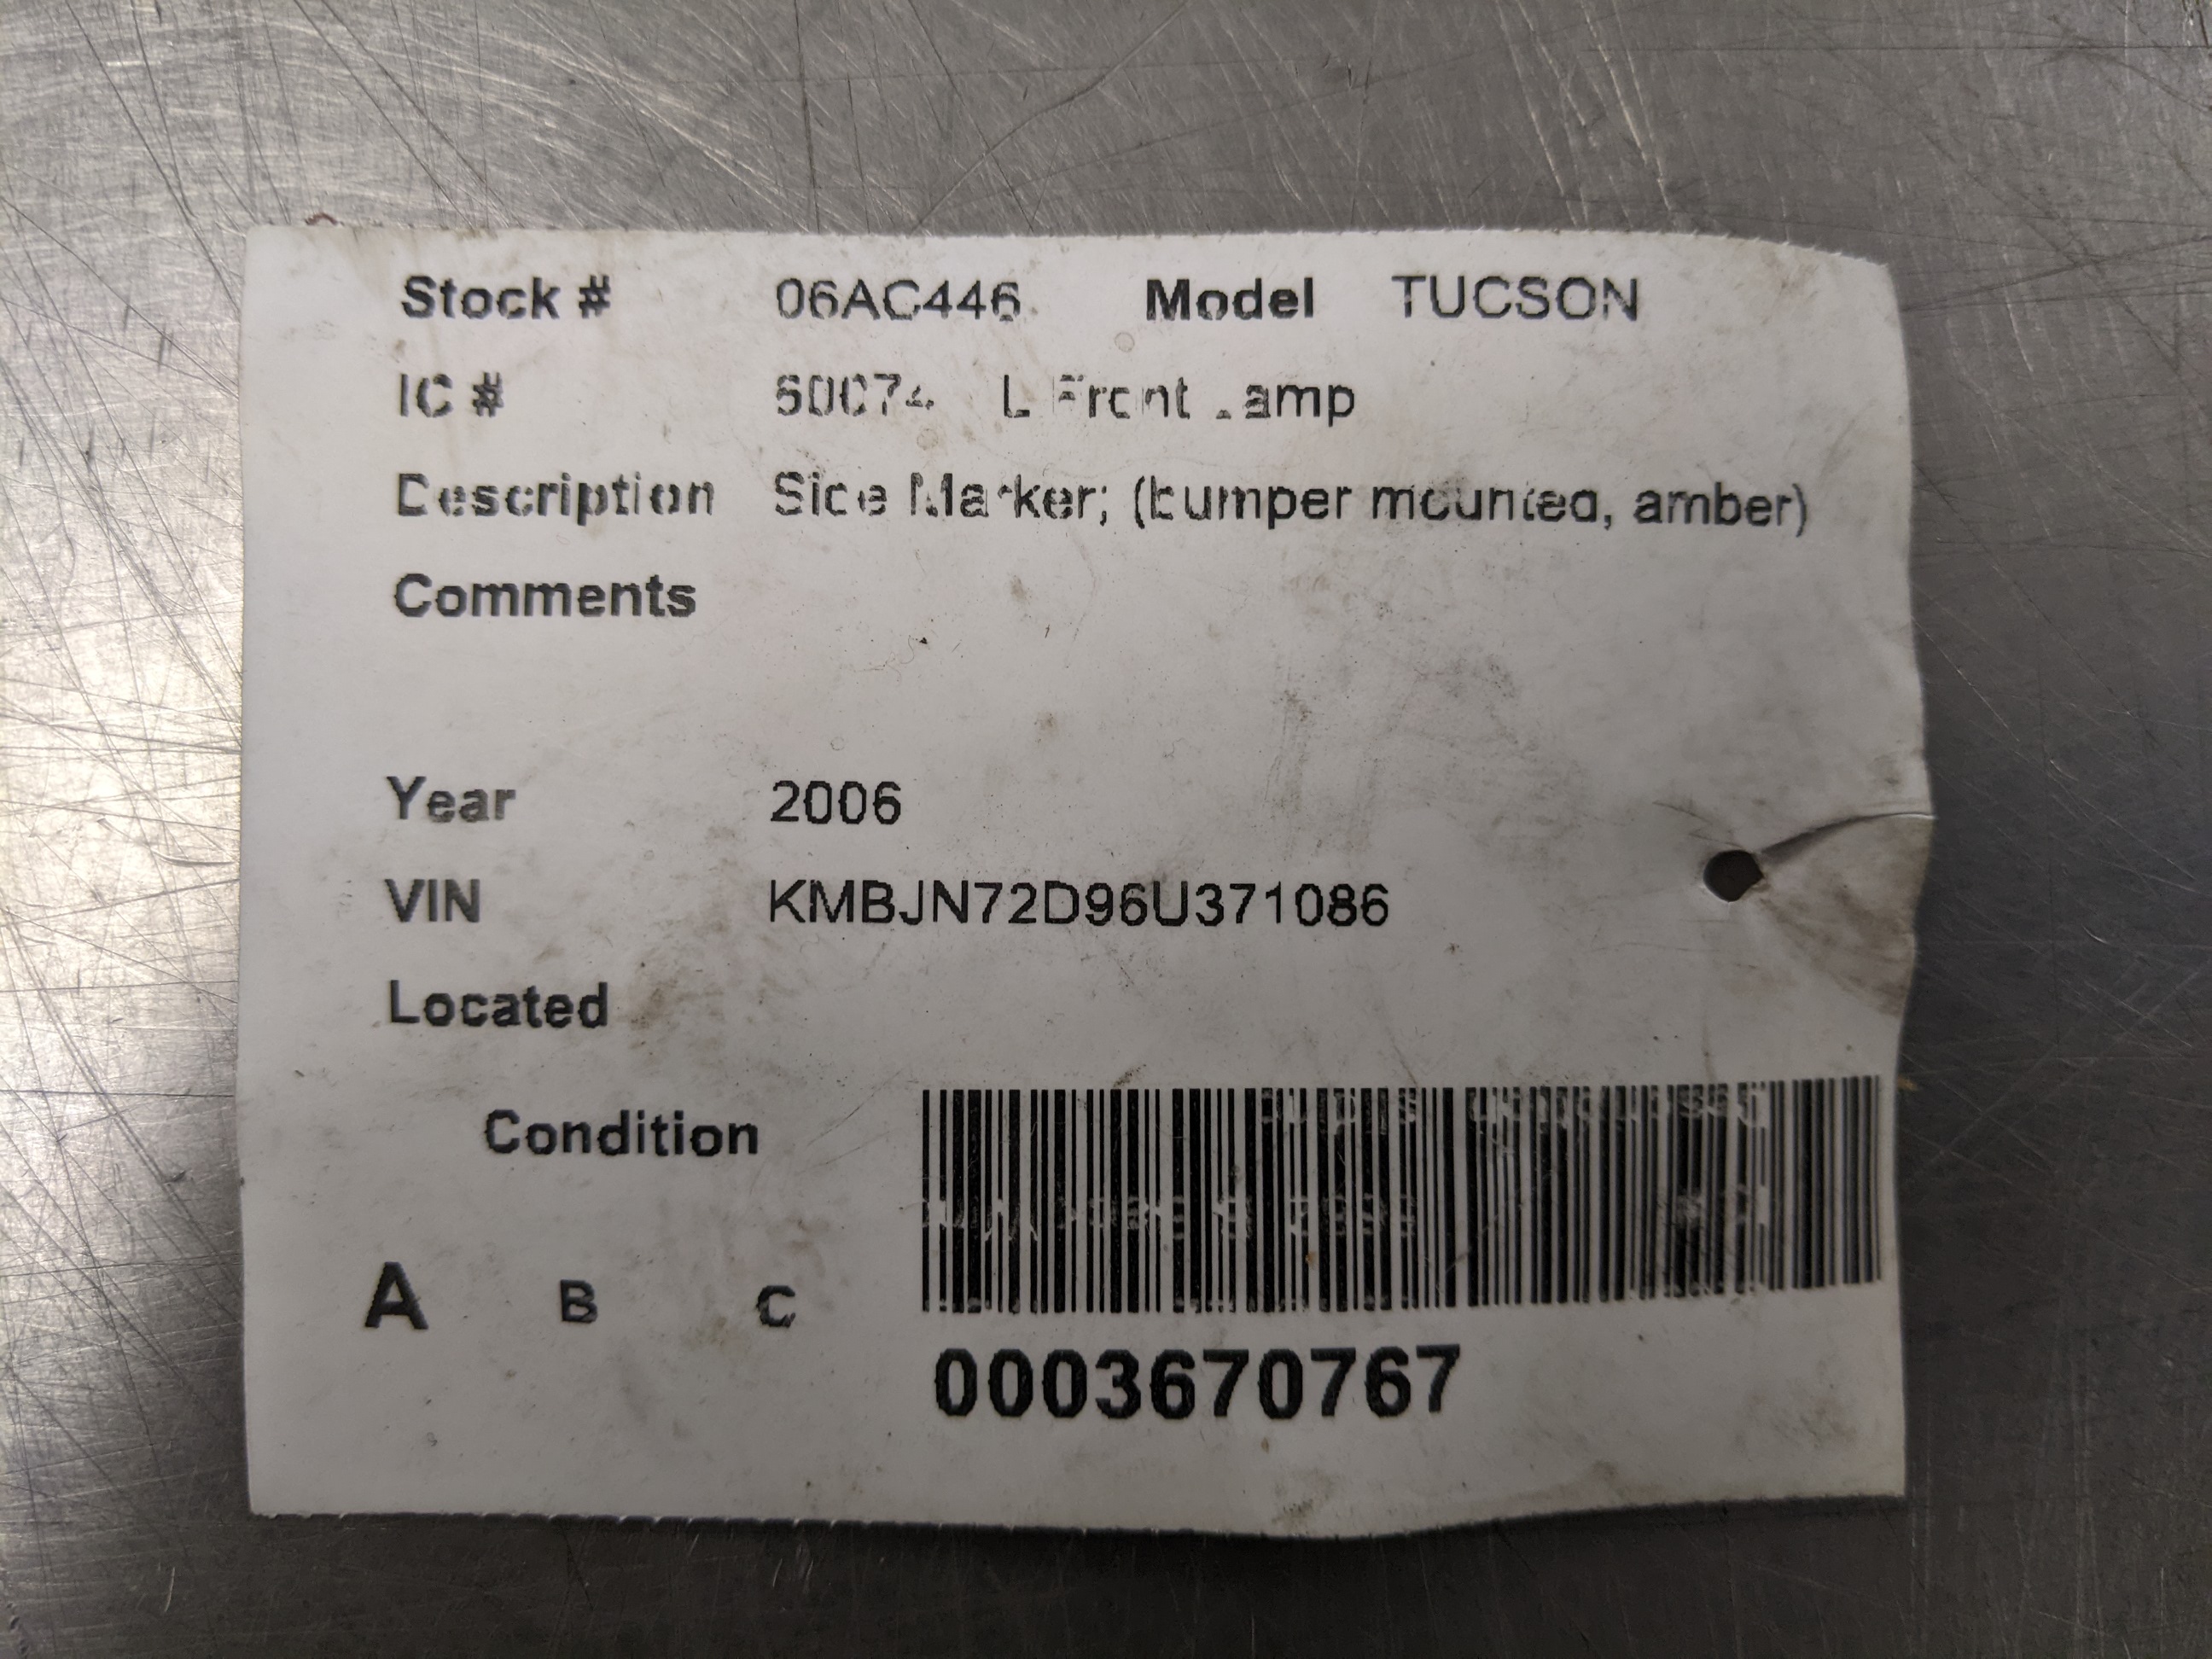 Stock # 06AC446 Model TUCSON
IC # 60074 L Front Lamp
Description Side Marker; (bumper mounted, amber)
Comments
Year 2006
VIN KMBJN72D96U371086
Located
Condition
A B C
0003670767